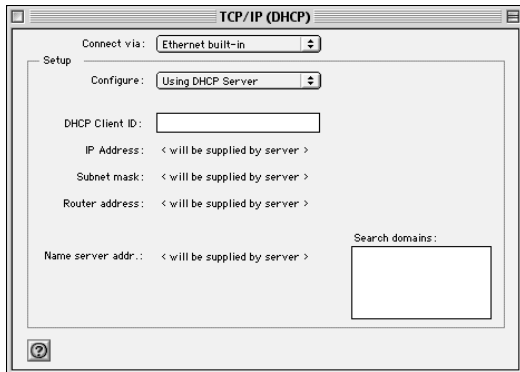 TCP/IP (DHCP)
Connect via: Ethernet built-in
Setup
Configure: Using DHCP Server
DHCP Client ID:
IP Address: < will be supplied by server >
Subnet mask: < will be supplied by server >
Router address: < will be supplied by server >
Search domains:
Name server addr.: < will be supplied by server >
?